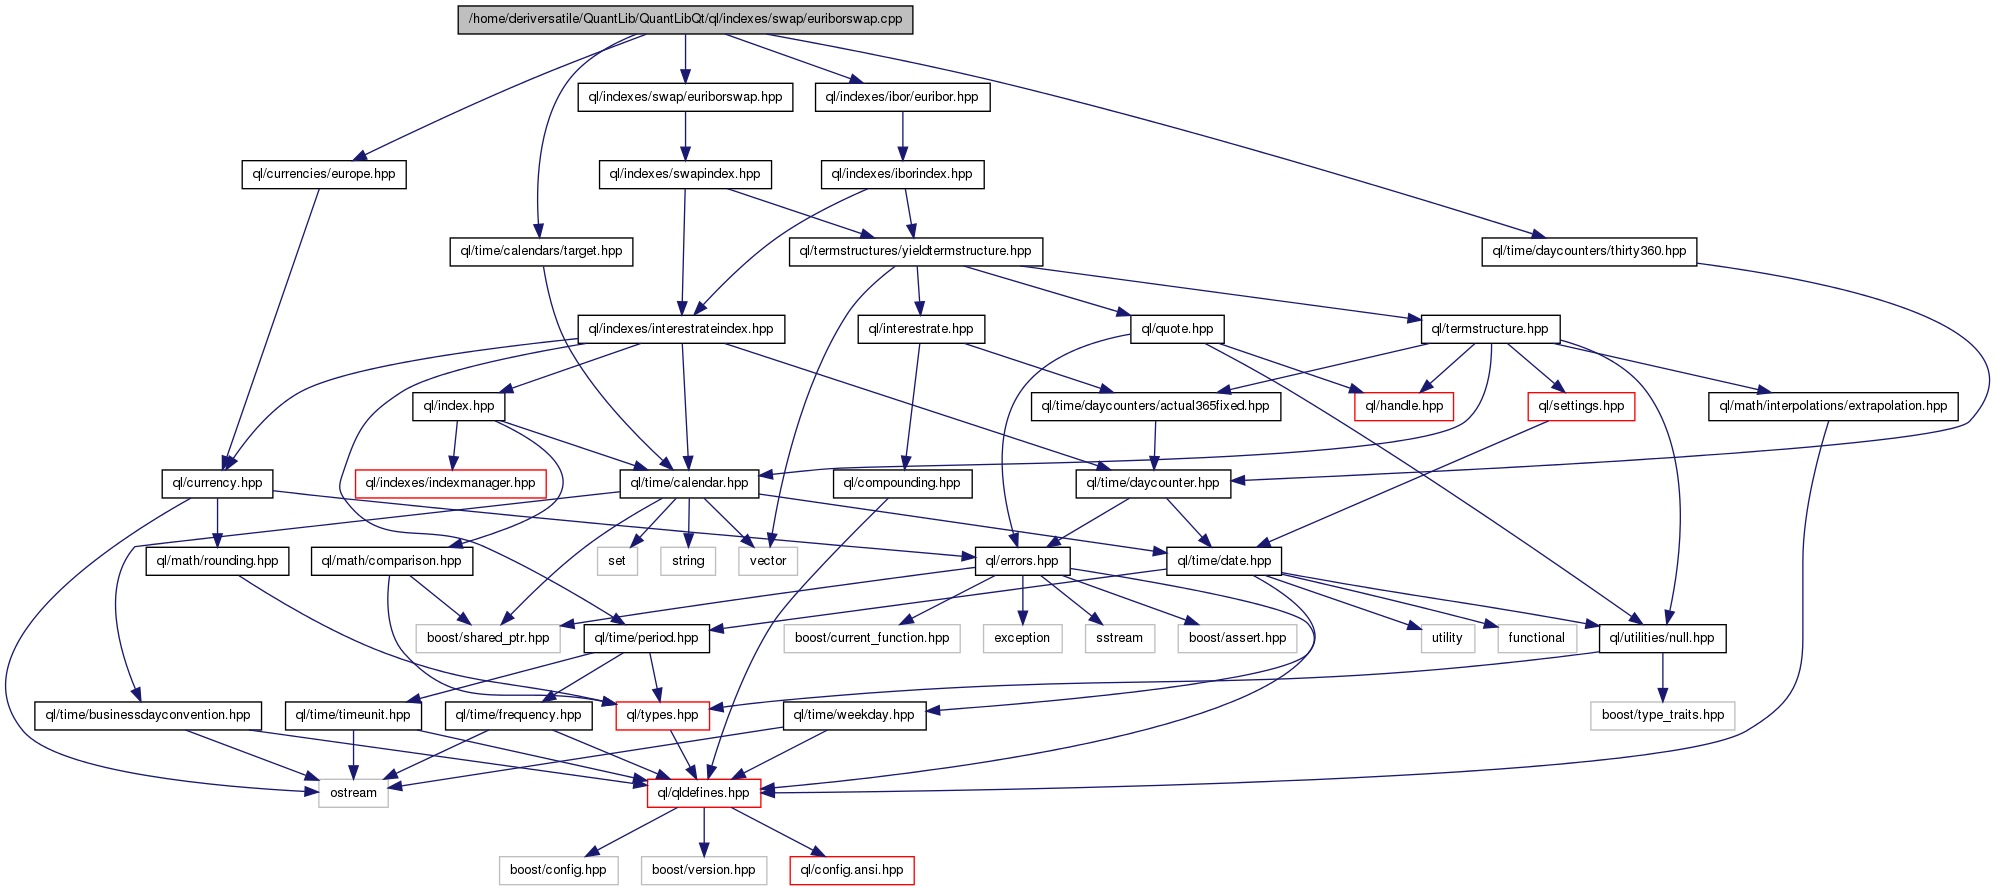 /home/deriversatile/QuantLib/QuantLibQt/ql/indexes/swap/euriborswap.cpp
ql/indexes/swap/euriborswap.hpp
ql/indexes/ibor/euribor.hpp
ql/currencies/europe.hpp
ql/indexes/swapindex.hpp
ql/indexes/iborindex.hpp
ql/time/calendars/target.hpp
ql/termstructures/yieldtermstructure.hpp
ql/time/daycounters/thirty360.hpp
ql/indexes/interestrateindex.hpp
ql/interestrate.hpp
ql/quote.hpp
ql/termstructure.hpp
ql/index.hpp
ql/time/daycounters/actual365fixed.hpp
ql/handle.hpp
ql/settings.hpp
ql/math/interpolations/extrapolation.hpp
ql/currency.hpp
ql/indexes/indexmanager.hpp
ql/time/calendar.hpp
ql/compounding.hpp
ql/time/daycounter.hpp
ql/math/rounding.hpp
ql/math/comparison.hpp
set
string
vector
ql/errors.hpp
ql/time/date.hpp
boost/shared_ptr.hpp
ql/time/period.hpp
boost/current_function.hpp
exception
sstream
boost/assert.hpp
utility
functional
ql/utilities/null.hpp
ql/time/businessdayconvention.hpp
ql/time/timeunit.hpp
ql/time/frequency.hpp
ql/types.hpp
ql/time/weekday.hpp
boost/type_traits.hpp
ostream
ql/qldefines.hpp
boost/config.hpp
boost/version.hpp
ql/config.ansi.hpp